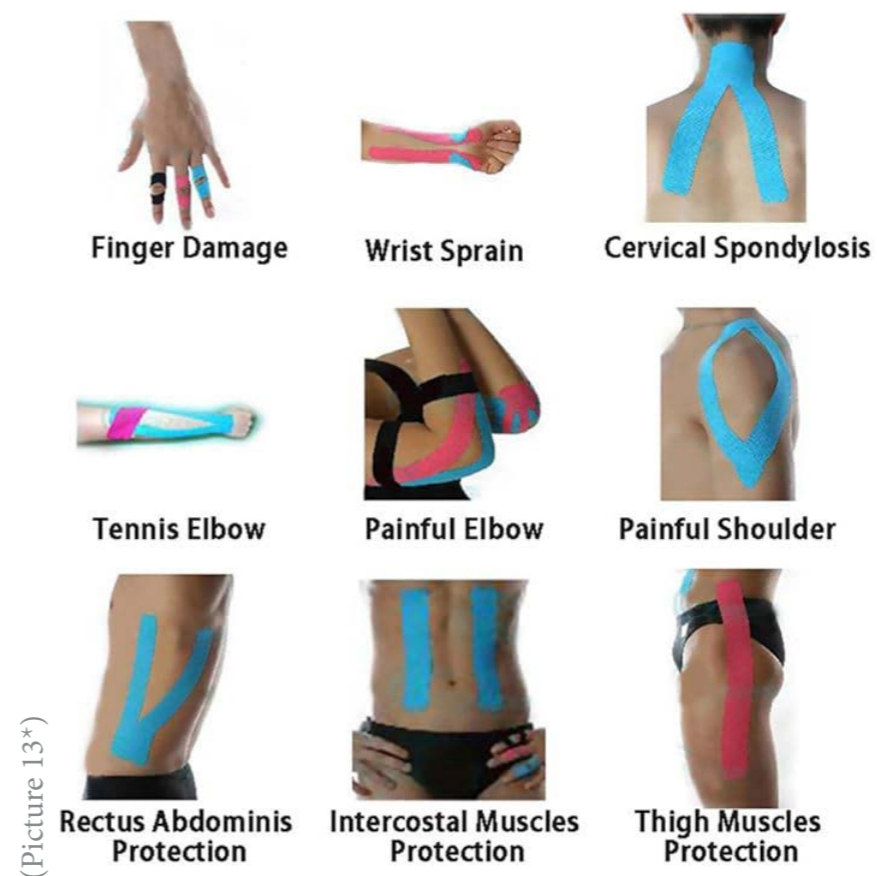 Finger Damage
Wrist Sprain
Cervical Spondylosis
Tennis Elbow
Painful Elbow
Painful Shoulder
Rectus Abdominis
Protection
Intercostal Muscles
Protection
Thigh Muscles
Protection
(Picture 13*)